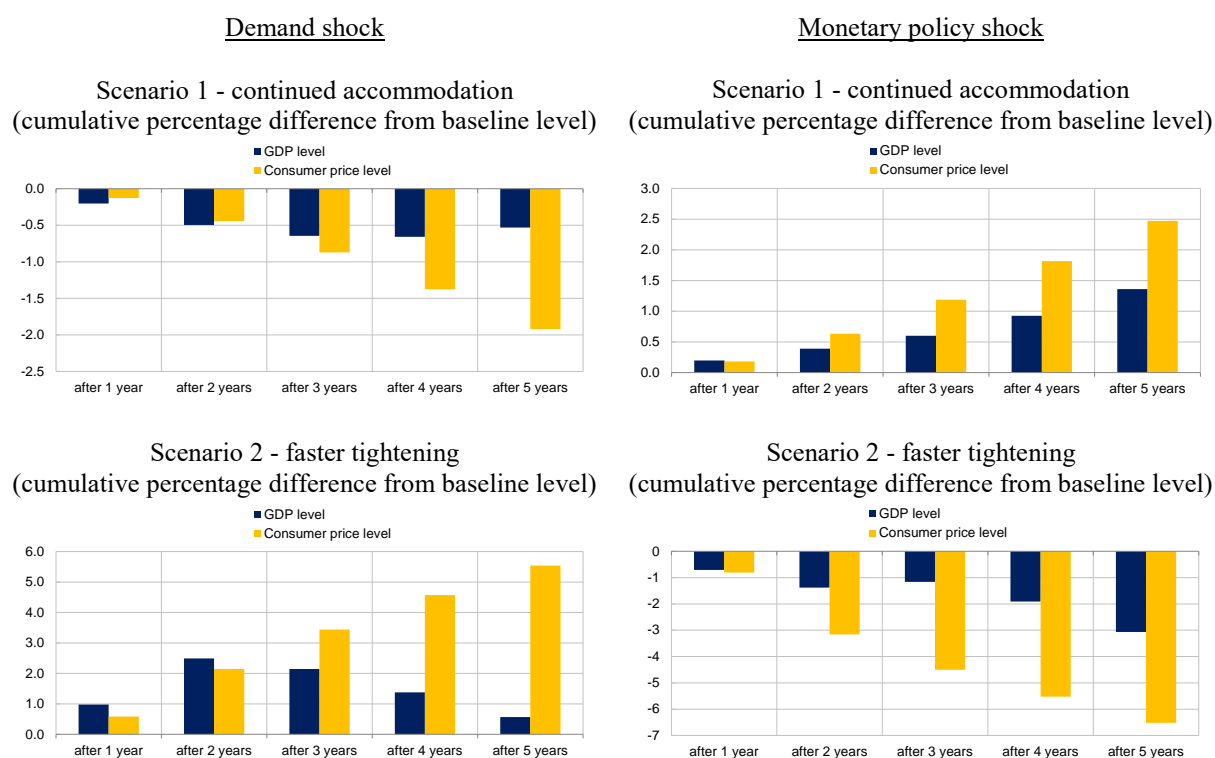 Demand shock
Scenario 1 - continued accommodation
(cumulative percentage difference from baseline level)
GDP level
Consumer price level
0.0
-0.5
-1.0
-1.5
-2.0
-2.5
after 1 year after 2 years after 3 years after 4 years after 5 years
Monetary policy shock
Scenario 1 - continued accommodation
(cumulative percentage difference from baseline level)
GDP level
Consumer price level
3.0
2.5
2.0
1.5
1.0
0.5
0.0
after 1 year after 2 years after 3 years after 4 years after 5 years
Scenario 2 - faster tightening
(cumulative percentage difference from baseline level)
GDP level
Consumer price level
6.0
5.0
4.0
3.0
2.0
1.0
0.0
after 1 year after 2 years after 3 years after 4 years after 5 years
Scenario 2 - faster tightening
(cumulative percentage difference from baseline level)
GDP level
Consumer price level
0
-1
-2
-3
-4
-5
-6
-7
after 1 year after 2 years after 3 years after 4 years after 5 years